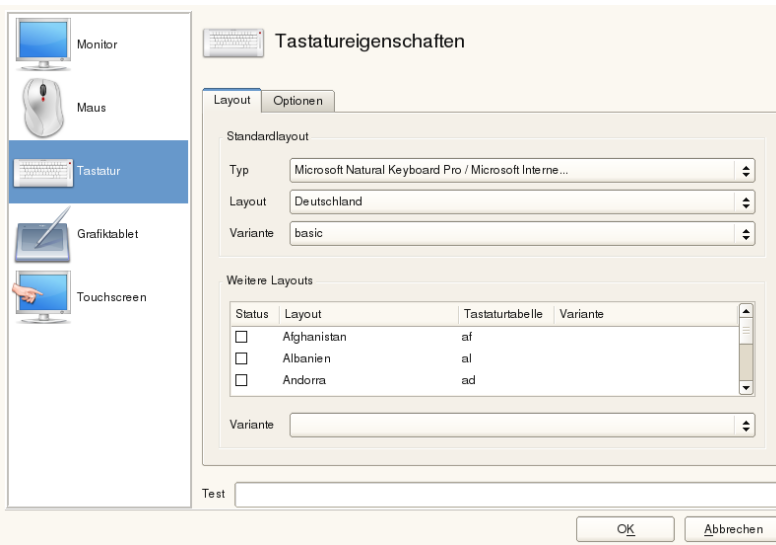 Monitor
Maus
Tastatur
Grafiktablet
Touchscreen
Tastatureigenschaften
Layout Optionen
Standardlayout
Typ Microsoft Natural Keyboard Pro / Microsoft Interne...
Layout Deutschland
Variante basic
Weitere Layouts
Status Layout Tastaturtabelle Variante
Afghanistan af
Albanien al
Andorra ad
Variante
Test
OK Abbrechen